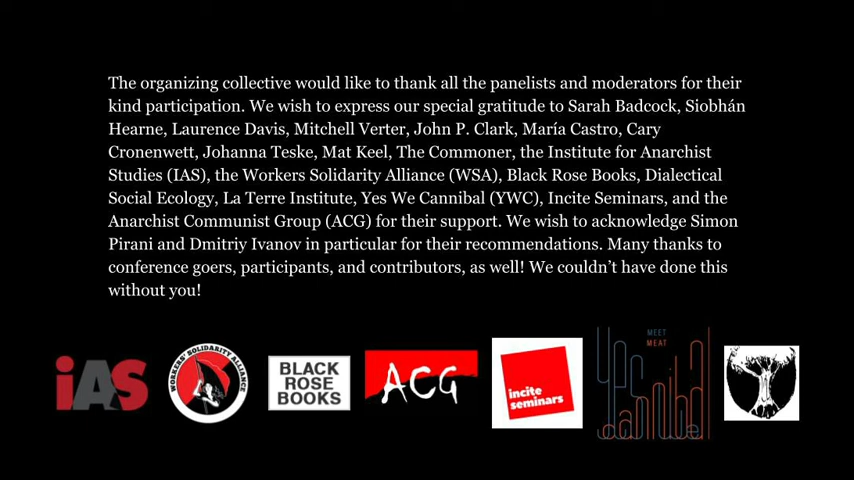 The organizing collective would like to thank all the panelists and moderators for their
kind participation. We wish to express our special gratitude to Sarah Badcock, Siobhán
Hearne, Laurence Davis, Mitchell Verter, John P. Clark, María Castro, Cary
Cronenwett, Johanna Teske, Mat Keel, The Commoner, the Institute for Anarchist
Studies (IAS), the Workers Solidarity Alliance (WSA), Black Rose Books, Dialectical
Social Ecology, La Terre Institute, Yes We Cannibal (YWC), Incite Seminars, and the
Anarchist Communist Group (ACG) for their support. We wish to acknowledge Simon
Pirani and Dmitriy Ivanov in particular for their recommendations. Many thanks to
conference goers, participants, and contributors, as well! We couldn't have done this
without you!
iAS
WORKERS' SOLIDARITY ALLIANCE
BLACK
ROSE
BOOKS
ACG
incite
seminars
MEET
MEAT
yes we
cannibal